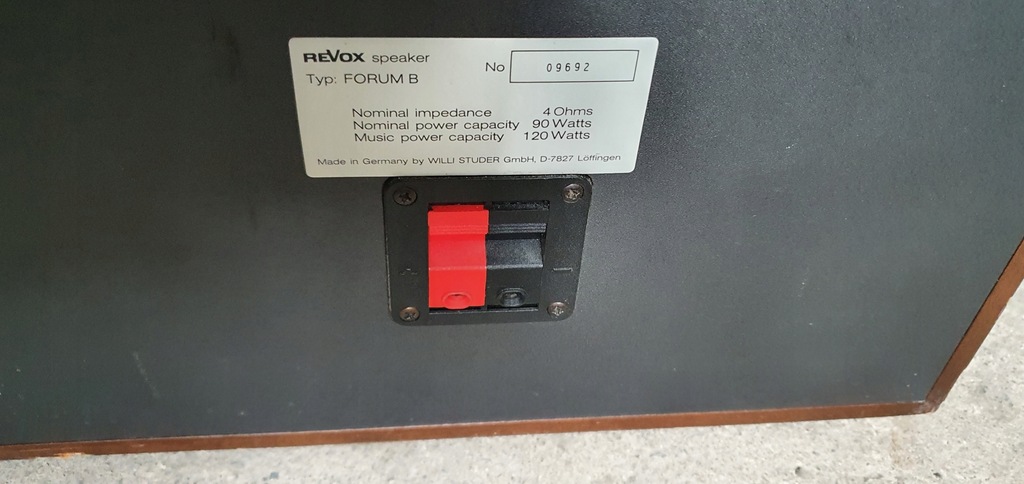 REVOX speaker No 09692
Typ: FORUM B
Nominal impedance 4 Ohms
Nominal power capacity 90 Watts
Music power capacity 120 Watts
Made in Germany by WILLI STUDER GmbH, D-7827 Löffingen